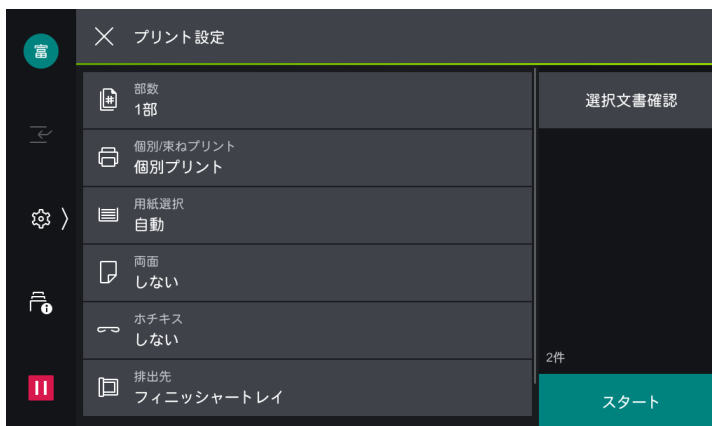 富
プリント設定
部数
1部
個別/束ねプリント
個別プリント
用紙選択
自動
両面
しない
ホチキス
しない
排出先
フィニッシャートレイ
選択文書確認
2件
スタート